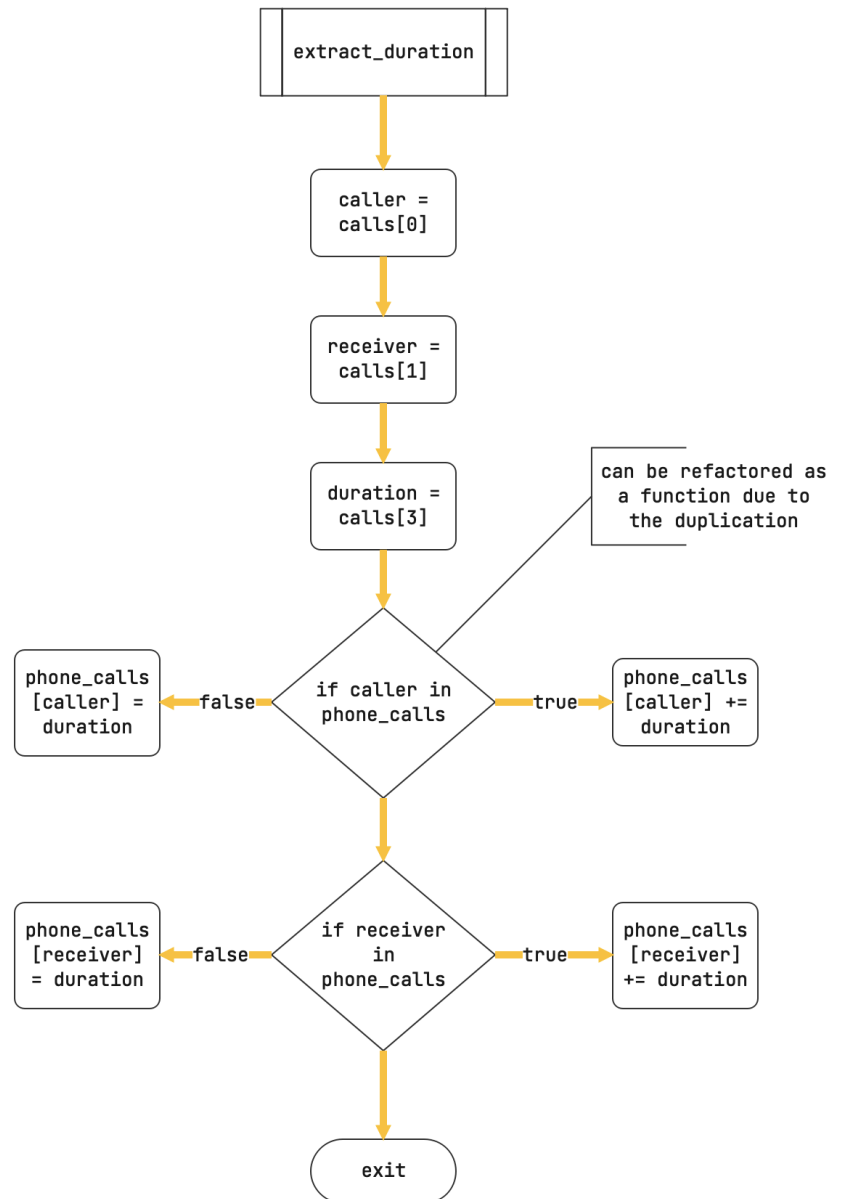 extract_duration
caller =
calls[0]
receiver =
calls[1]
duration =
calls[3]
can be refactored as
a function due to
the duplication
phone_calls
[caller] =
duration
false
if caller in
phone_calls
true
phone_calls
[caller] +=
duration
phone_calls
[receiver]
= duration
false
if receiver
in
phone_calls
true
phone_calls
[receiver]
+= duration
exit